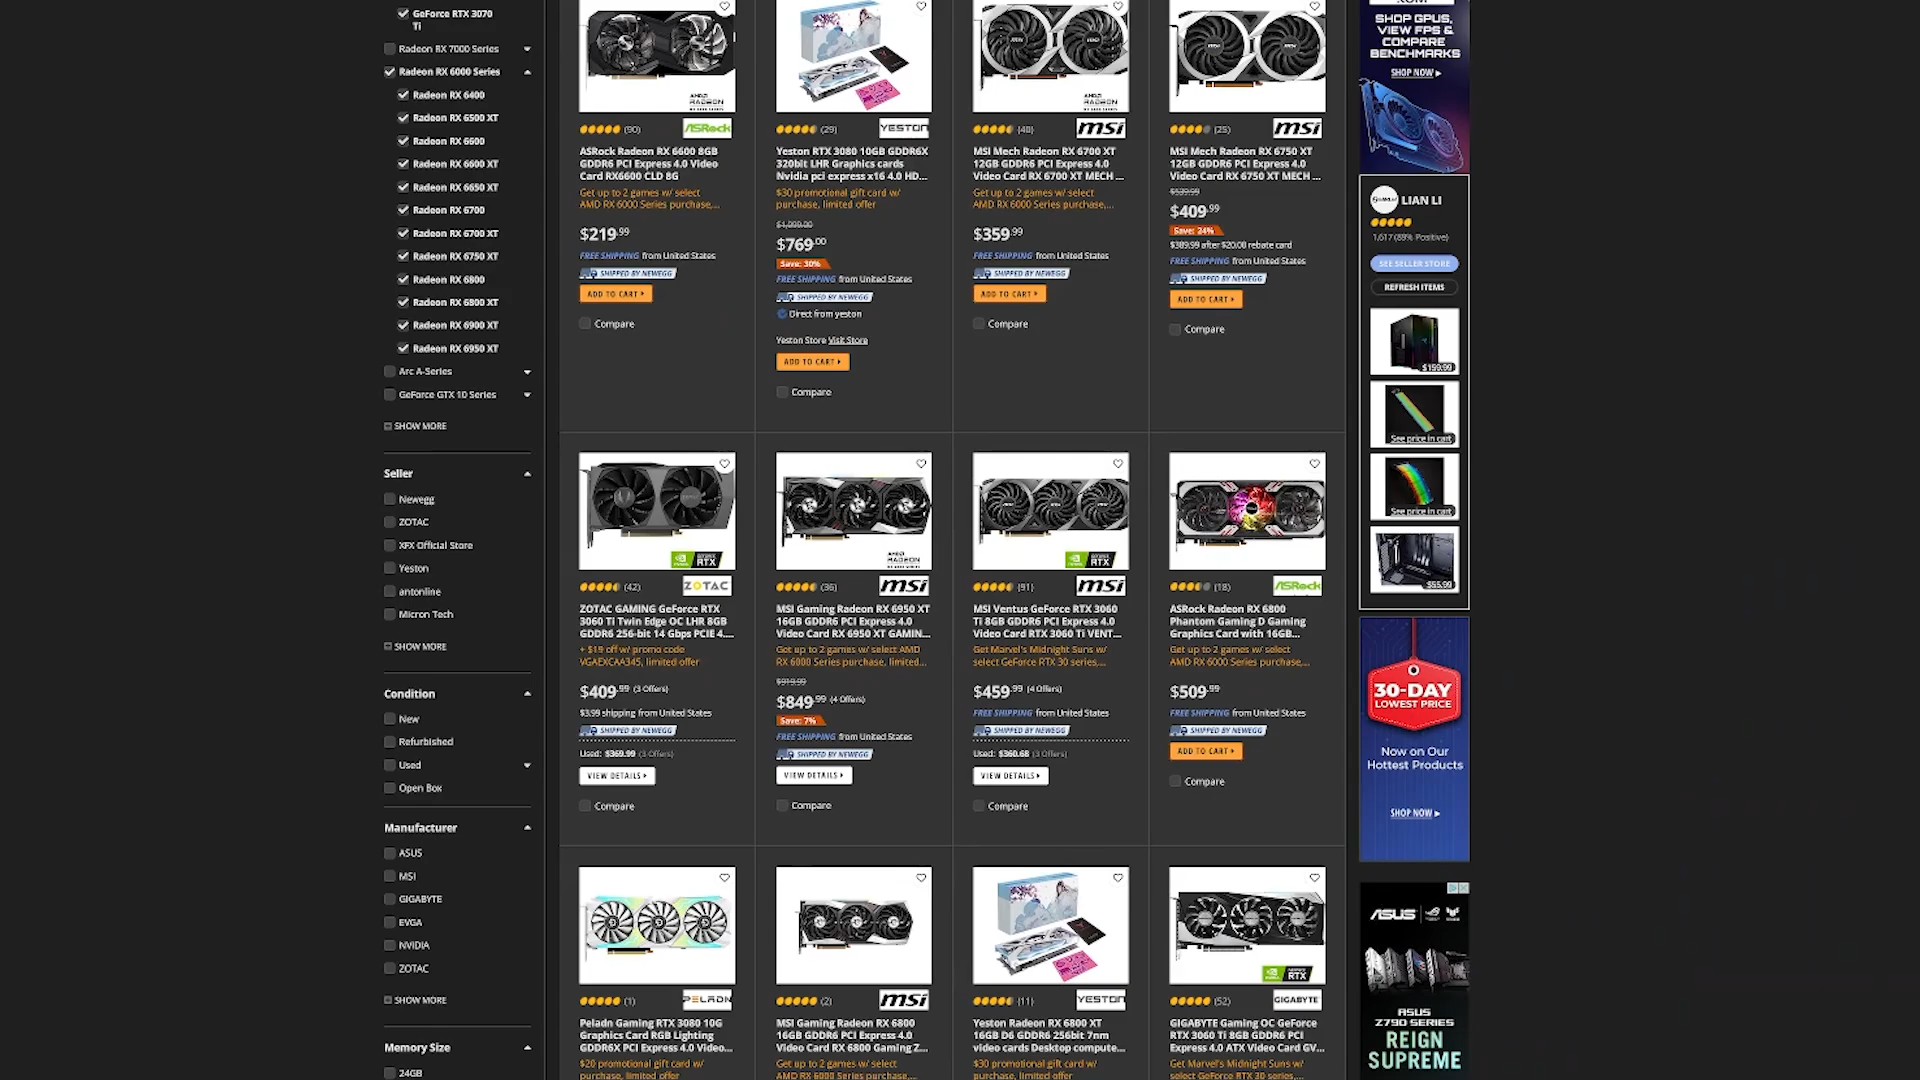 GeForce RTX 3070
Ti
Radeon RX 7000 Series
Radeon RX 6000 Series
Radeon RX 6400
Radeon RX 6500 XT
Radeon RX 6600
Radeon RX 6600 XT
Radeon RX 6650 XT
Radeon RX 6700
Radeon RX 6700 XT
Radeon RX 6750 XT
Radeon RX 6800
Radeon RX 6800 XT
Radeon RX 6900 XT
Radeon RX 6950 XT
Arc A-Series
GeForce GTX 10 Series
SHOW MORE
Seller
Newegg
ZOTAC
XFX Official Store
Yeston
antonline
Micron Tech
SHOW MORE
Condition
New
Refurbished
Used
Open Box
Manufacturer
ASUS
MSI
GIGABYTE
EVGA
NVIDIA
ZOTAC
SHOW MORE
Memory Size
24GB
AMD
RADEON
(90)
ASRock
ASRock Radeon RX 6600 8GB
GDDR6 PCI Express 4.0 Video
Card RX6600 CLD 8G
Get up to 2 games w/ select
AMD RX 6000 Series purchase,...
$219.99
FREE SHIPPING from United States
SHIPPED BY NEWEGG
ADD TO CART
Compare
(29)
YESTON
Yeston RTX 3080 10GB GDDR6X
320bit LHR Graphics cards
Nvidia pci express x16 4.0 HD...
$30 promotional gift card w/
purchase, limited offer
$1,099.00
$769.00
Save: 30%
FREE SHIPPING from United States
SHIPPED BY NEWEGG
Direct from yeston
Yeston Store Visit Store
ADD TO CART
Compare
AMD
RADEON
(40)
msi
MSI Mech Radeon RX 6700 XT
12GB GDDR6 PCI Express 4.0
Video Card RX 6700 XT MECH ...
Get up to 2 games w/ select
AMD RX 6000 Series purchase,...
$359.99
FREE SHIPPING from United States
SHIPPED BY NEWEGG
ADD TO CART
Compare
(25)
msi
MSI Mech Radeon RX 6750 XT
12GB GDDR6 PCI Express 4.0
Video Card RX 6750 XT MECH ...
$539.99
$409.99
Save: 24%
$389.99 after $20.00 rebate card
FREE SHIPPING from United States
SHIPPED BY NEWEGG
ADD TO CART
Compare
RTX
(42)
ZOTAC
ZOTAC GAMING GeForce RTX
3060 Ti Twin Edge OC LHR 8GB
GDDR6 256-bit 14 Gbps PCIE 4....
+ $19 off w/ promo code
VGAEXCAA345, limited offer
$409.99 (3 Offers)
$3.99 shipping from United States
SHIPPED BY NEWEGG
Used: $369.99 (3 Offers)
VIEW DETAILS
Compare
AMD
RADEON
(36)
msi
MSI Gaming Radeon RX 6950 XT
16GB GDDR6 PCI Express 4.0
Video Card RX 6950 XT GAMIN...
Get up to 2 games w/ select AMD
RX 6000 Series purchase, limited...
$919.99
$849.99 (4 Offers)
Save: 7%
FREE SHIPPING from United States
SHIPPED BY NEWEGG
VIEW DETAILS
Compare
RTX
(91)
msi
MSI Ventus GeForce RTX 3060
Ti 8GB GDDR6 PCI Express 4.0
Video Card RTX 3060 Ti VENT...
Get Marvel's Midnight Suns w/
select GeForce RTX 30 series,...
$459.99 (4 Offers)
FREE SHIPPING from United States
SHIPPED BY NEWEGG
Used: $360.68 (3 Offers)
VIEW DETAILS
Compare
(18)
ASRock
ASRock Radeon RX 6800
Phantom Gaming D Gaming
Graphics Card with 16GB...
Get up to 2 games w/ select
AMD RX 6000 Series purchase,...
$509.99
FREE SHIPPING from United States
SHIPPED BY NEWEGG
ADD TO CART
Compare
(1)
PELADN
Peladn Gaming RTX 3080 10G
Graphics Card RGB Lighting
GDDR6X PCI Express 4.0 Video...
$20 promotional gift card w/
purchase, limited offer
(2)
msi
MSI Gaming Radeon RX 6800
16GB GDDR6 PCI Express 4.0
Video Card RX 6800 Gaming Z...
Get up to 2 games w/ select
AMD RX 6000 Series purchase,...
(11)
YESTON
Yeston Radeon RX 6800 XT
16GB D6 GDDR6 256bit 7nm
video cards Desktop compute...
$30 promotional gift card w/
purchase, limited offer
RTX
(52)
GIGABYTE
GIGABYTE Gaming OC GeForce
RTX 3060 Ti 8GB GDDR6 PCI
Express 4.0 ATX Video Card GV...
Get Marvel's Midnight Suns w/
select GeForce RTX 30 series,...
SHOP GPUS,
VIEW FPS &
COMPARE
BENCHMARKS
SHOP NOW
LIAN LI
1,617 (89% Positive)
SEE SELLER STORE
REFRESH ITEMS
$159.99
See price in cart
See price in cart
$55.99
30-DAY
LOWEST PRICE
Now on Our
Hottest Products
SHOP NOW
ASUS
ASUS
Z790 SERIES
REIGN
SUPREME